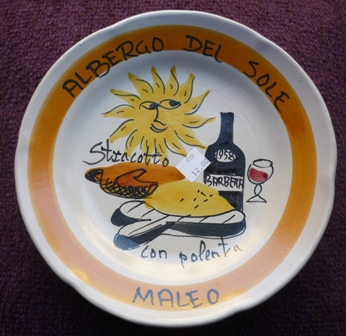 ALBERGO DEL SOLE
Stracotto
1958
BARBERA
con polenta
MALEO